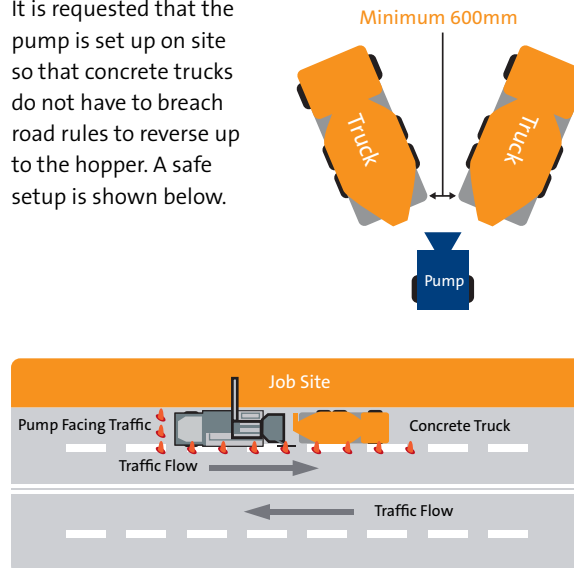 It is requested that the
pump is set up on site
so that concrete trucks
do not have to breach
road rules to reverse up
to the hopper. A safe
setup is shown below.
Minimum 600mm
Truck
Truck
Pump
Job Site
Pump Facing Traffic
Concrete Truck
Traffic Flow
Traffic Flow